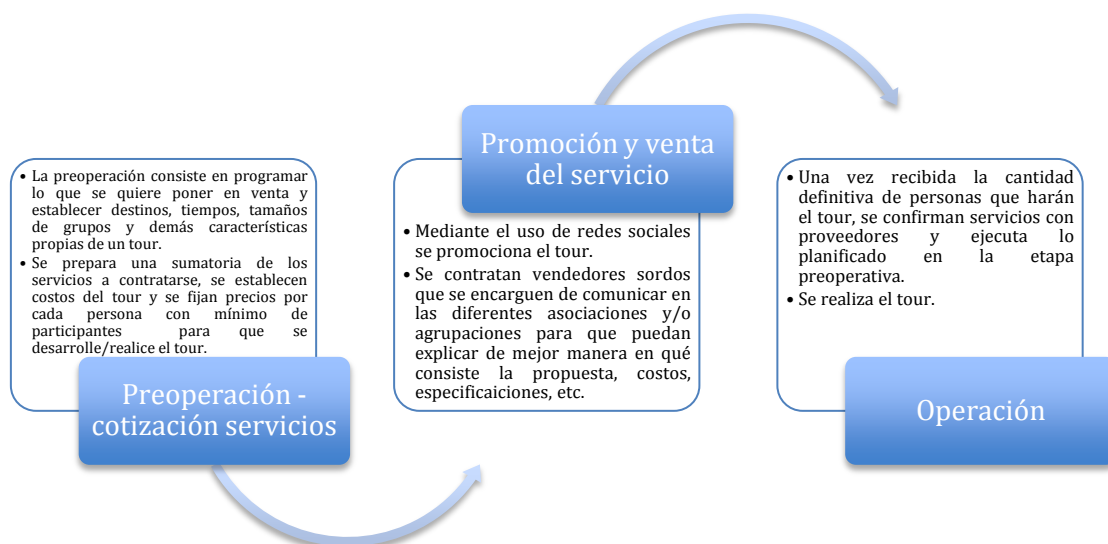 • La preoperación consiste en programar
lo que se quiere poner en venta y
establecer destinos, tiempos, tamaños
de grupos y demás características
propias de un tour.
• Se prepara una sumatoria de los
servicios a contratarse, se establecen
costos del tour y se fijan precios por
cada persona con mínimo de
participantes para que se
desarrolle/realice el tour.
Preoperación -
cotización servicios
Promoción y venta
del servicio
• Mediante el uso de redes sociales
se promociona el tour.
• Se contratan vendedores sordos
que se encarguen de comunicar en
las diferentes asociaciones y/o
agrupaciones para que puedan
explicar de mejor manera en qué
consiste la propuesta, costos,
especificaiciones, etc.
• Una vez recibida la cantidad
definitiva de personas que harán
el tour, se confirman servicios con
proveedores y ejecuta lo
planificado en la etapa
preoperativa.
• Se realiza el tour.
Operación